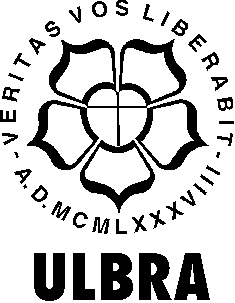 - VERITAS VOS LIBERABIT -
A.D. MCMLXXXVIII
ULBRA